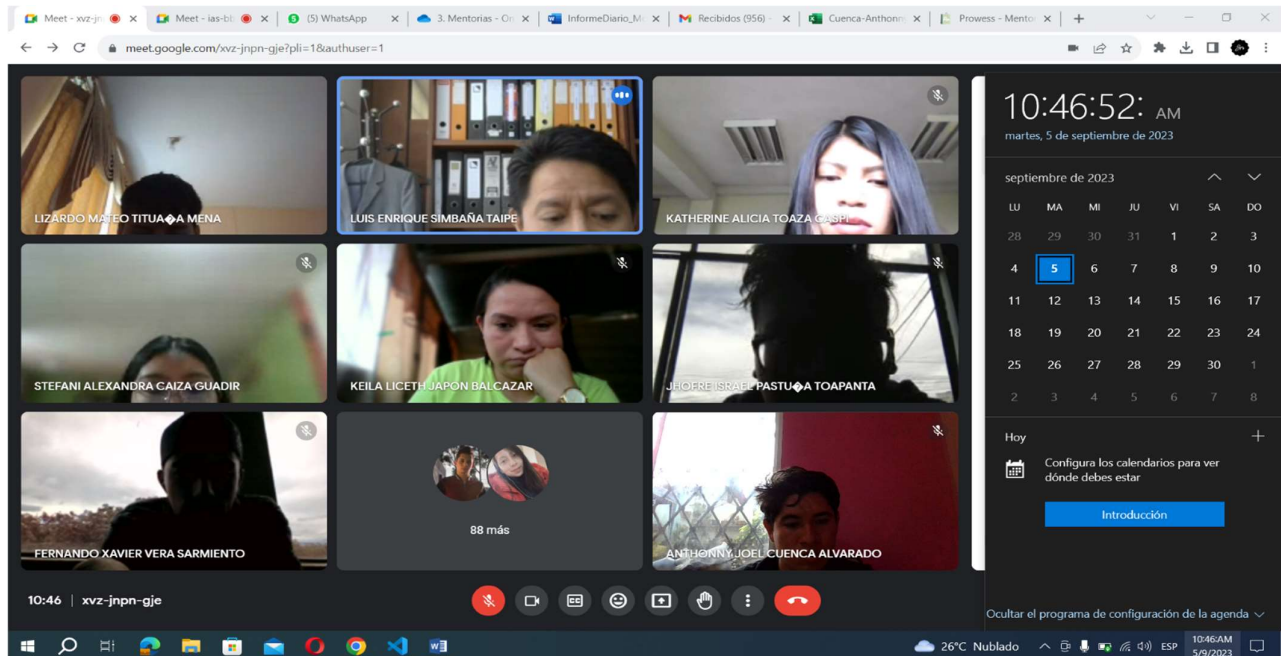 Meet - xvz-jn
Meet - ias-bb
(5) WhatsApp
3. Mentorias - On
InformeDiario_M
Recibidos (956) -
Cuenca-Anthonn
Prowess - Mento
meet.google.com/xvz-jnpn-gje?pli=1&authuser=1
LIZARDO MATEO TITUA�A MENA
LUIS ENRIQUE SIMBAÑA TAIPE
KATHERINE ALICIA TOAZA CASPI
STEFANI ALEXANDRA CAIZA GUADIR
KEILA LICETH JAPÓN BALCAZAR
JHOFRE ISRAEL PASTU�A TOAPANTA
FERNANDO XAVIER VERA SARMIENTO
88 más
ANTHONNY JOEL CUENCA ALVARADO
10:46 | xvz-jnpn-gje
10:46:52: AM
martes, 5 de septiembre de 2023
septiembre de 2023
LU MA MI JU VI SA DO
28 29 30 31 1 2 3
4 5 6 7 8 9 10
11 12 13 14 15 16 17
18 19 20 21 22 23 24
25 26 27 28 29 30 1
2 3 4 5 6 7 8
Hoy
Configura los calendarios para ver
dónde debes estar
Introducción
Ocultar el programa de configuración de la agenda
26°C Nublado
ESP
10:46:AM
5/9/2023